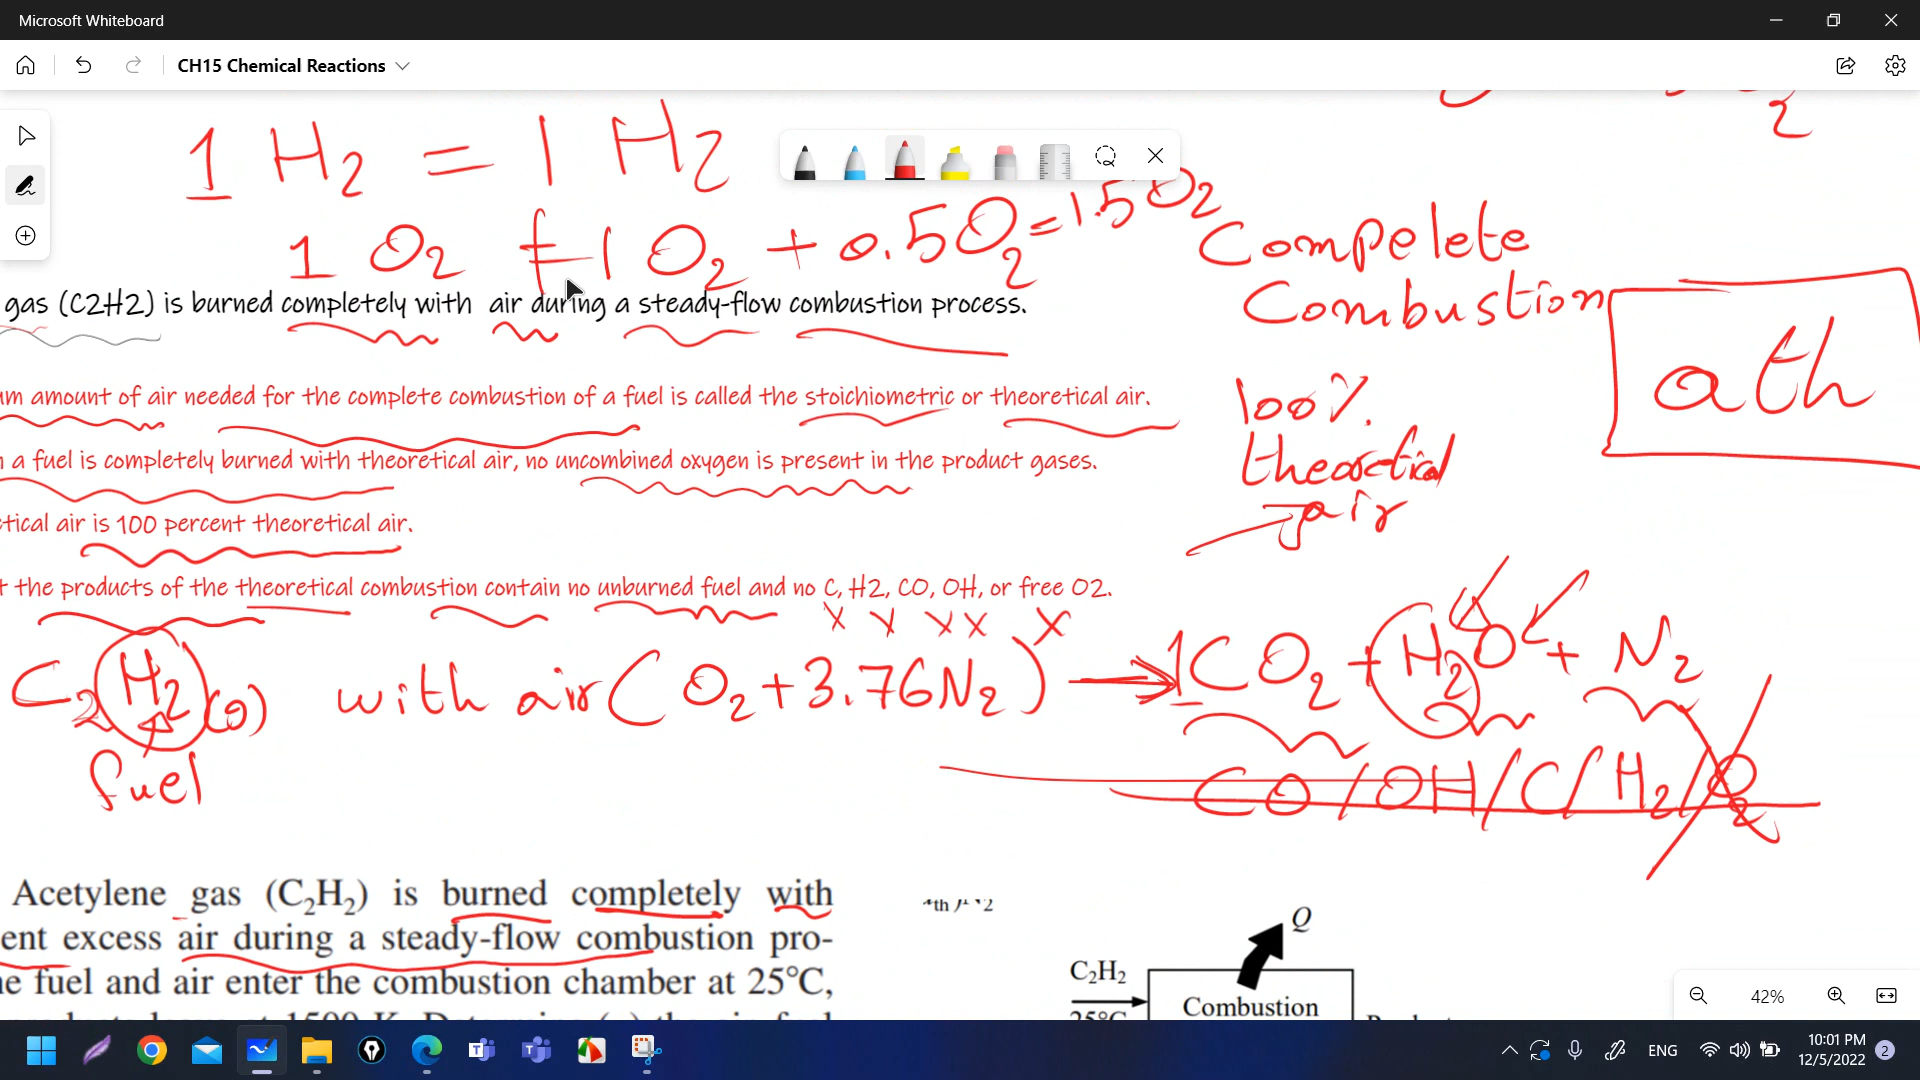 Microsoft Whiteboard
CH15 Chemical Reactions
2
1 H2 = 1 H2
1 O2 ≠ 1 O2 + 0.5O2 = 1.5O2
Compelete
Combustion
ath
gas (C2H2) is burned completely with air during a steady-flow combustion process.
um amount of air needed for the complete combustion of a fuel is called the stoichiometric or theoretical air.
100%
theoretical
air
n a fuel is completely burned with theoretical air, no uncombined oxygen is present in the product gases.
etical air is 100 percent theoretical air.
t the products of the theoretical combustion contain no unburned fuel and no C, H2, CO, OH, or free O2.
X X X X X
C2H2(g) with air (O2+3.76N2) → 1CO2 + H2O + N2
fuel
CO/OH/C/H2/O2
Acetylene gas (C2H2) is burned completely with
ent excess air during a steady-flow combustion pro-
e fuel and air enter the combustion chamber at 25°C,
Q
C2H2
25°C
Combustion
42%
ENG
10:01 PM
12/5/2022
2